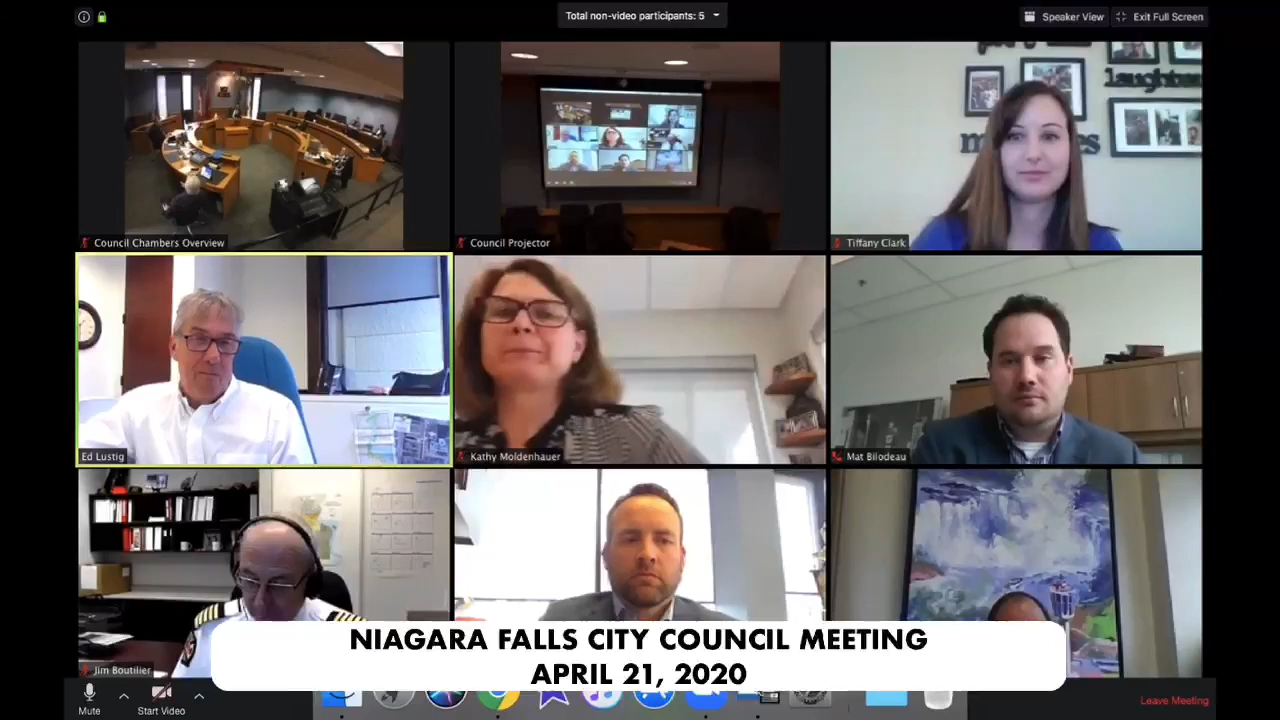 Total non-video participants: 5
Speaker View
Exit Full Screen
Council Chambers Overview
Council Projector
Tiffany Clark
Ed Lustig
Kathy Moldenhauer
Mat Bilodeau
Jim Boutilier
NIAGARA FALLS CITY COUNCIL MEETING
APRIL 21, 2020
Mute
Start Video
Leave Meeting